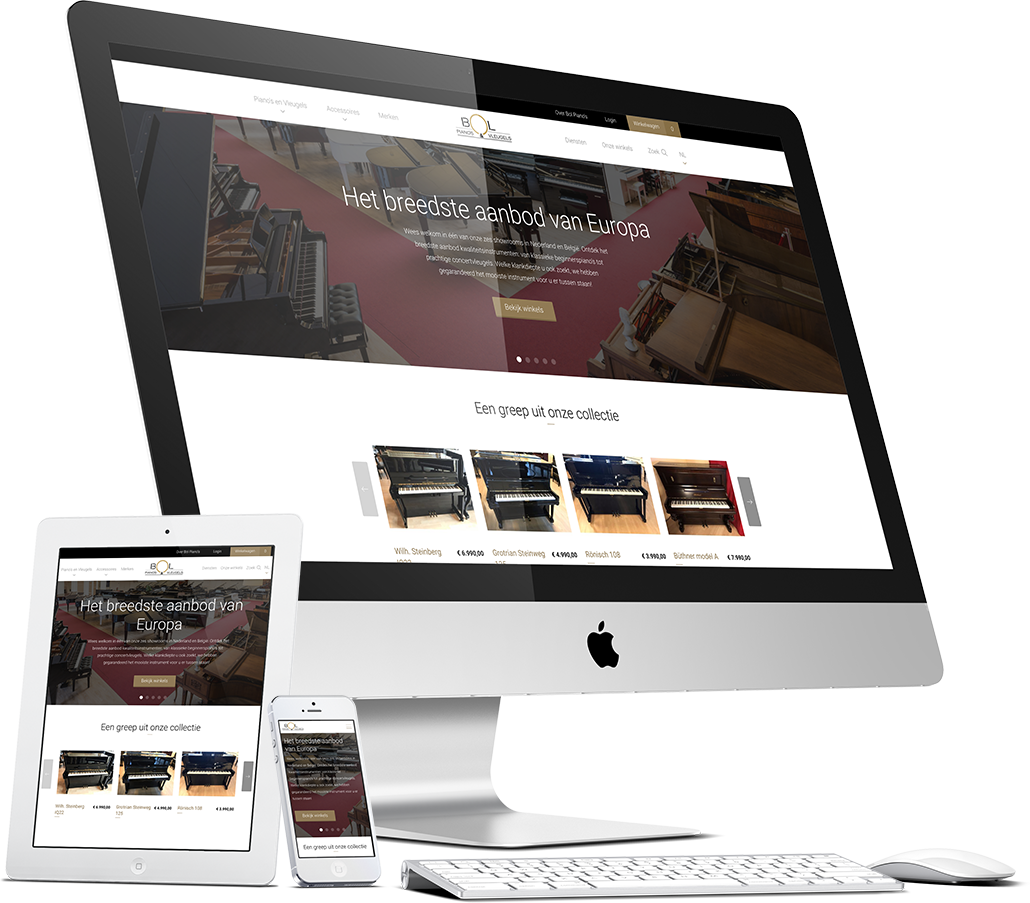 Over Bol Piano's Login Winkelwagen 0
Piano's en Vleugels Accessoires Merken
BOL
PIANO'S & VLEUGELS
Diensten Onze winkels Zoek NL
Het breedste aanbod van Europa
Wees welkom in één van onze zes showrooms in Nederland en België. Ontdek het
breedste aanbod kwaliteitsinstrumenten: van klassieke beginnerspiano's tot
prachtige concertvleugels. Welke klankdiepte u ook zoekt, we hebben
gegarandeerd het mooiste instrument voor u er tussen staan!
Bekijk winkels
Een greep uit onze collectie
Wilh. Steinberg € 6.990,00
IQ22
Grotrian Steinweg € 4.990,00
125
Rönisch 108 € 3.990,00
Büthner model A € 7.990,00
Over Bol Piano's Login Winkelwagen 0
Piano's en Vleugels Accessoires Merken
BOL
PIANO'S VLEUGELS
Diensten Onze winkels Zoek NL
Het breedste aanbod van
Europa
Wees welkom in één van onze zes showrooms in Nederland en België. Ontdek het
breedste aanbod kwaliteitsinstrumenten: van klassieke beginnerspiano's tot
prachtige concertvleugels. Welke klankdiepte u ook zoekt, we hebben
gegarandeerd het mooiste instrument voor u er tussen staan!
Bekijk winkels
Een greep uit onze collectie
Wilh. Steinberg € 6.990,00
IQ22
Grotrian Steinweg € 4.990,00
125
Rönisch 108 € 3.990,00
BOL
Het breedste aanbod
van Europa
Wees welkom in één van onze zes showrooms in
Nederland en België. Ontdek het breedste aanbod
kwaliteitsinstrumenten: van klassieke
beginnerspiano's tot prachtige concertvleugels.
Welke klankdiepte u ook zoekt, we hebben
gegarandeerd het mooiste instrument voor u er
tussen staan!
Bekijk winkels
Een greep uit onze collectie